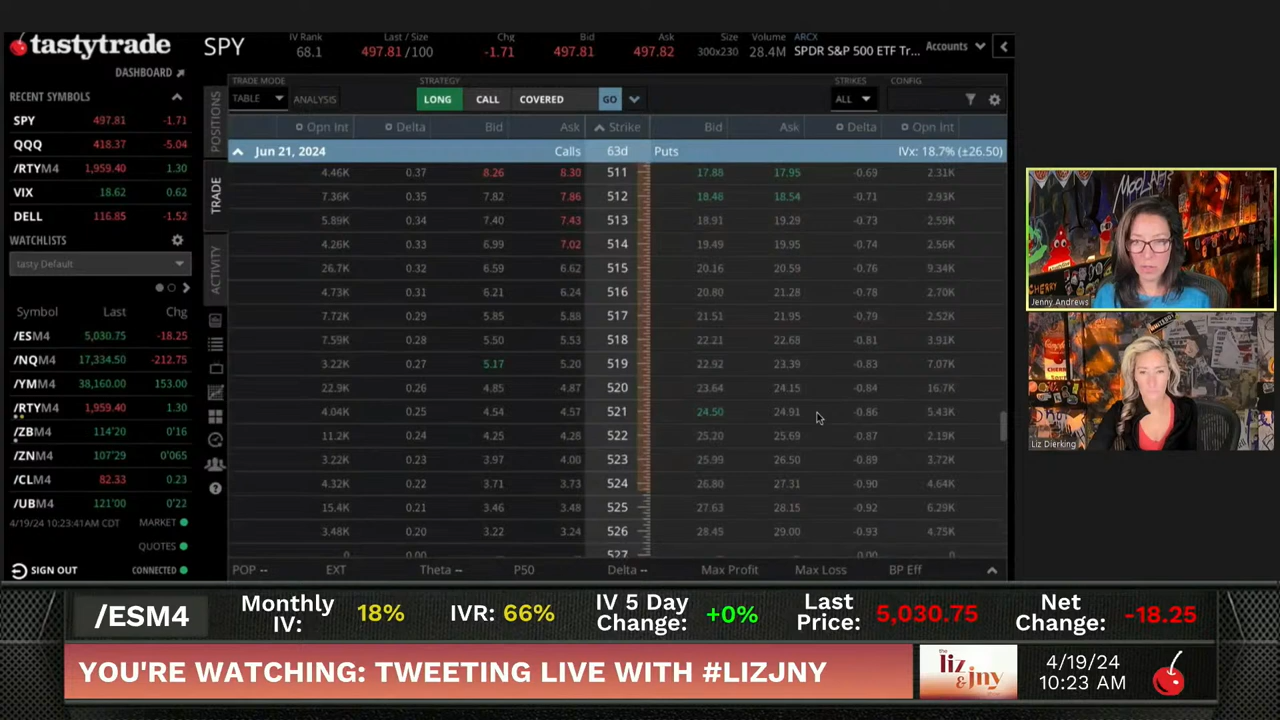 tastytrade
DASHBOARD
RECENT SYMBOLS
SPY 497.81 -1.71
QQQ 418.37 -5.04
/RTYM4 1,959.40 1.30
VIX 18.62 0.62
DELL 116.85 -1.52
WATCHLISTS
tasty Default
Symbol Last Chg
/ESM4 5,030.75 -18.25
/NQM4 17,334.50 -212.75
/YMM4 38,160.00 153.00
/RTYM4 1,959.40 1.30
/ZBM4 114'20 0'16
/ZNM4 107'29 0'065
/CLM4 82.33 0.23
/UBM4 121'00 0'22
4/19/24 10:23:41AM CDT MARKET
QUOTES
SIGN OUT CONNECTED
POSITIONS
TRADE
ACTIVITY
SPY
IV Rank Last / Size Chg Bid Ask Size Volume ARCX
68.1 497.81 /100 -1.71 497.81 497.82 300x230 28.4M SPDR S&P 500 ETF Tr...
Accounts
TRADE MODE STRATEGY STRIKES CONFIG
TABLE ANALYSIS LONG CALL COVERED GO ALL
Opn Int Delta Bid Ask Strike Bid Ask Delta Opn Int
Jun 21, 2024 Calls 63d Puts IVx: 18.7% (±26.50)
4.46K 0.37 8.26 8.30 511 17.88 17.95 -0.69 2.31K
7.36K 0.35 7.82 7.86 512 18.46 18.54 -0.71 2.93K
5.89K 0.34 7.40 7.43 513 18.91 19.29 -0.73 2.59K
4.26K 0.33 6.99 7.02 514 19.49 19.95 -0.74 2.56K
26.7K 0.32 6.59 6.62 515 20.16 20.59 -0.76 9.34K
4.73K 0.31 6.21 6.24 516 20.80 21.28 -0.78 2.70K
7.72K 0.29 5.85 5.88 517 21.51 21.95 -0.79 2.52K
7.59K 0.28 5.50 5.53 518 22.21 22.68 -0.81 3.91K
3.22K 0.27 5.17 5.20 519 22.92 23.39 -0.83 7.07K
22.9K 0.26 4.85 4.87 520 23.64 24.15 -0.84 16.7K
4.04K 0.25 4.54 4.57 521 24.50 24.91 -0.86 5.43K
11.2K 0.24 4.25 4.28 522 25.20 25.69 -0.87 2.19K
3.22K 0.23 3.97 4.00 523 25.99 26.50 -0.89 3.72K
4.32K 0.22 3.71 3.73 524 26.80 27.31 -0.90 4.64K
15.4K 0.21 3.46 3.48 525 27.63 28.15 -0.92 6.29K
3.48K 0.20 3.22 3.24 526 28.45 29.00 -0.93 4.75K
0 0.00 0 0 527 0 0 0.00 0
POP -- EXT Theta -- P50 Delta -- Max Profit Max Loss BP Eff
Jenny Andrews
Liz Dierking
/ESM4
Monthly IV: 18%
IVR: 66%
IV 5 Day Change: +0%
Last Price: 5,030.75
Net Change: -18.25
YOU'RE WATCHING: TWEETING LIVE WITH #LIZJNY
the liz & jny
4/19/24
10:23 AM